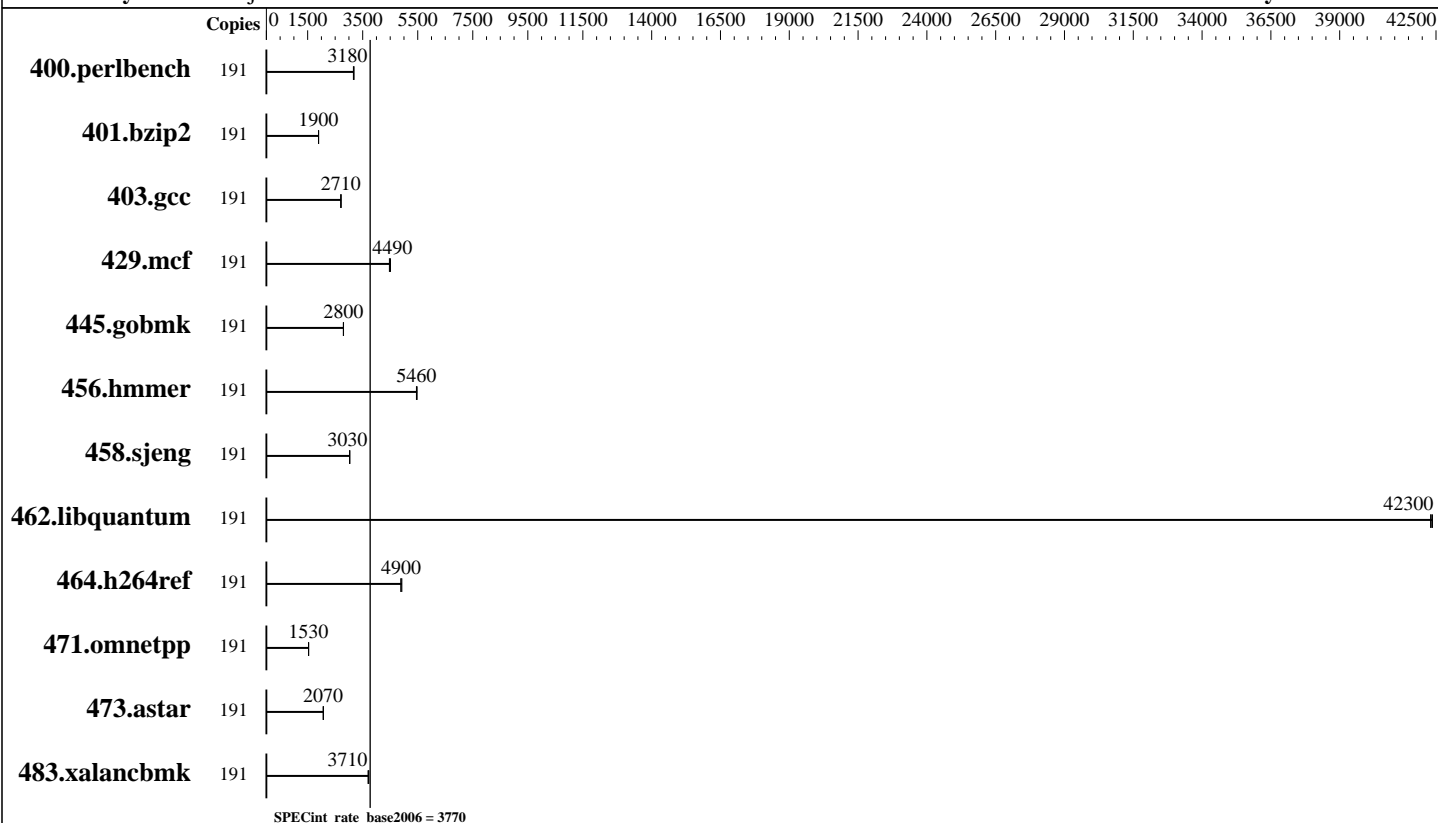 Copies 0 1500 3500 5500 7500 9500 11500 14000 16500 19000 21500 24000 26500 29000 31500 34000 36500 39000 42500
3180
400.perlbench 191
1900
401.bzip2 191
2710
403.gcc 191
4490
429.mcf 191
2800
445.gobmk 191
5460
456.hmmer 191
3030
458.sjeng 191
42300
462.libquantum 191
4900
464.h264ref 191
1530
471.omnetpp 191
2070
473.astar 191
3710
483.xalancbmk 191
SPECint_rate_base2006 = 3770